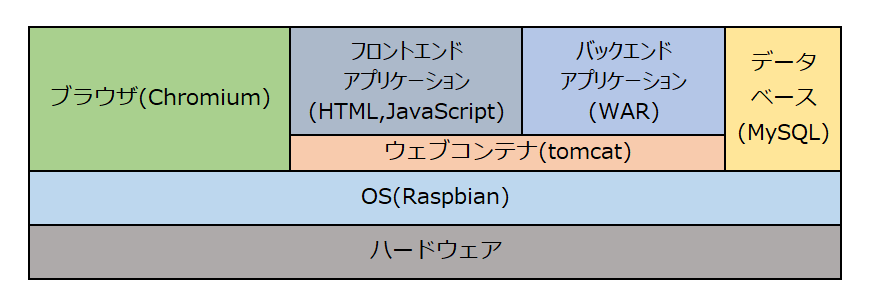 ブラウザ(Chromium)
フロントエンド
アプリケーション
(HTML,JavaScript)
バックエンド
アプリケーション
(WAR)
データ
ベース
(MySQL)
ウェブコンテナ(tomcat)
OS(Raspbian)
ハードウェア